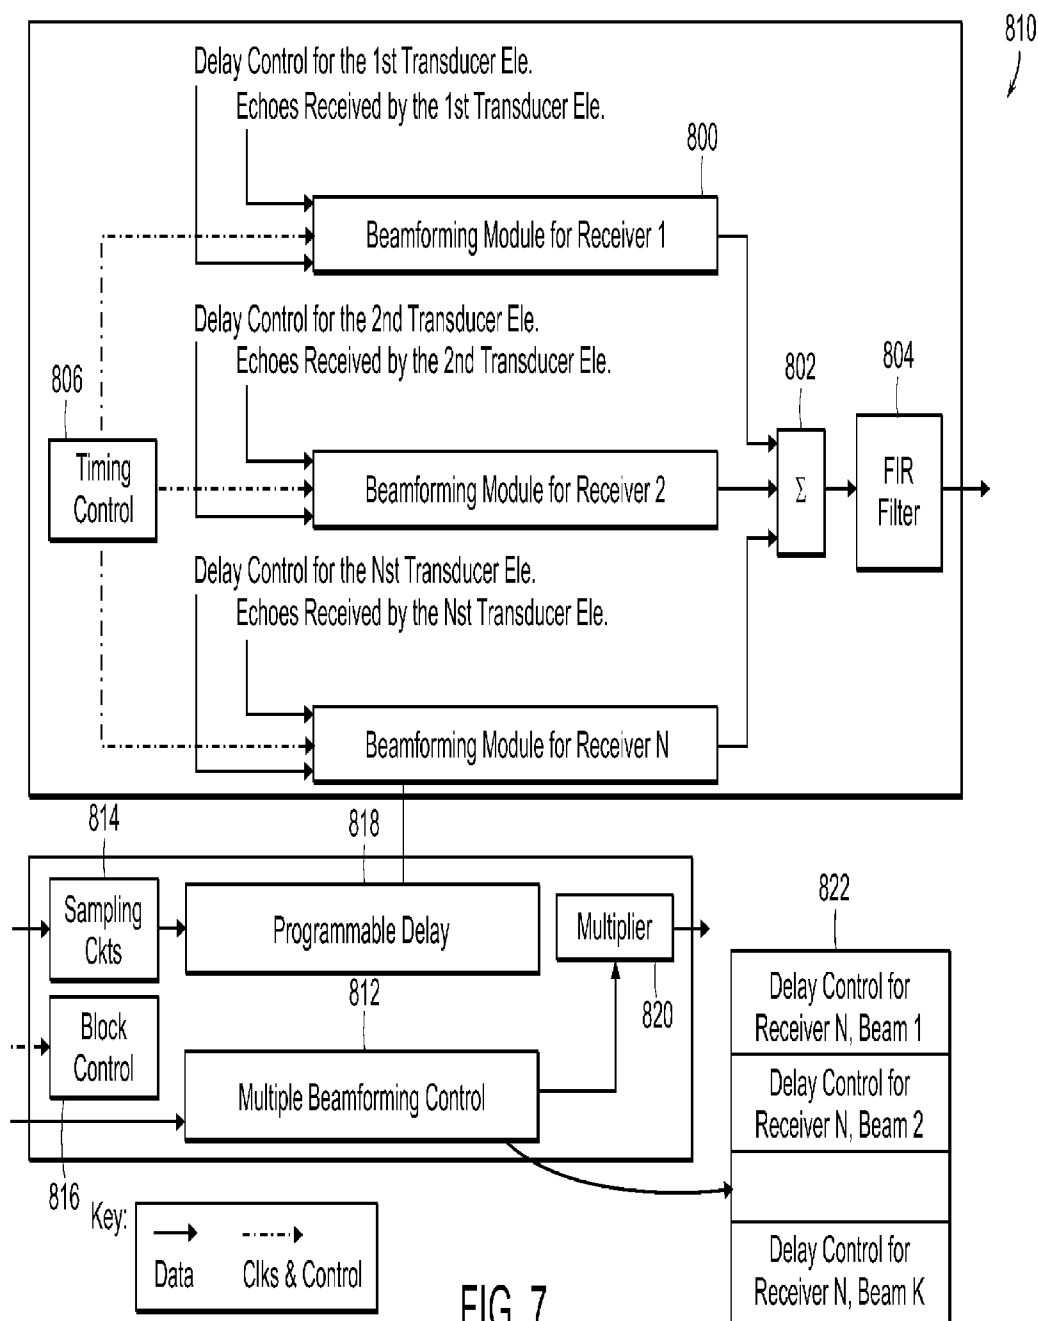 810
Delay Control for the 1st Transducer Ele.
Echoes Received by the 1st Transducer Ele.
800
Beamforming Module for Receiver 1
Delay Control for the 2nd Transducer Ele.
Echoes Received by the 2nd Transducer Ele.
806
802
804
Timing
Control
Beamforming Module for Receiver 2
Σ
FIR
Filter
Delay Control for the Nst Transducer Ele.
Echoes Received by the Nst Transducer Ele.
Beamforming Module for Receiver N
814
818
Sampling
Ckts
Programmable Delay
Multiplier
820
812
Block
Control
Multiple Beamforming Control
816
822
Delay Control for
Receiver N, Beam 1
Delay Control for
Receiver N, Beam 2
Delay Control for
Receiver N, Beam K
Key:
Data
Clks & Control
FIG. 7